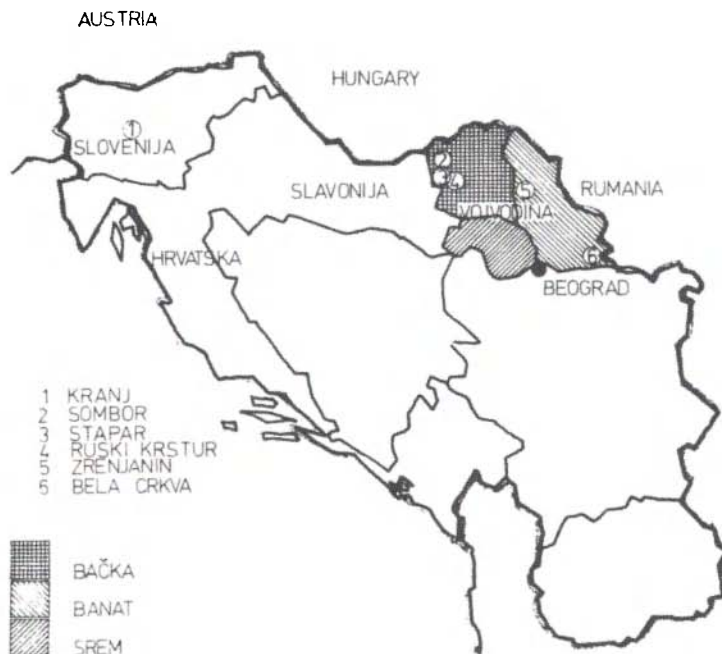 AUSTRIA
HUNGARY
① SLOVENIJA
②
③ ④
SLAVONIJA
⑤ RUMANIA
VOJVODINA
HRVATSKA
⑥
BEOGRAD
1 KRANJ
2 SOMBOR
3 STAPAR
4 RUŠKI KRSTUR
5 ZRENJANIN
6 BELA CRKVA
BAČKA
BANAT
SREM